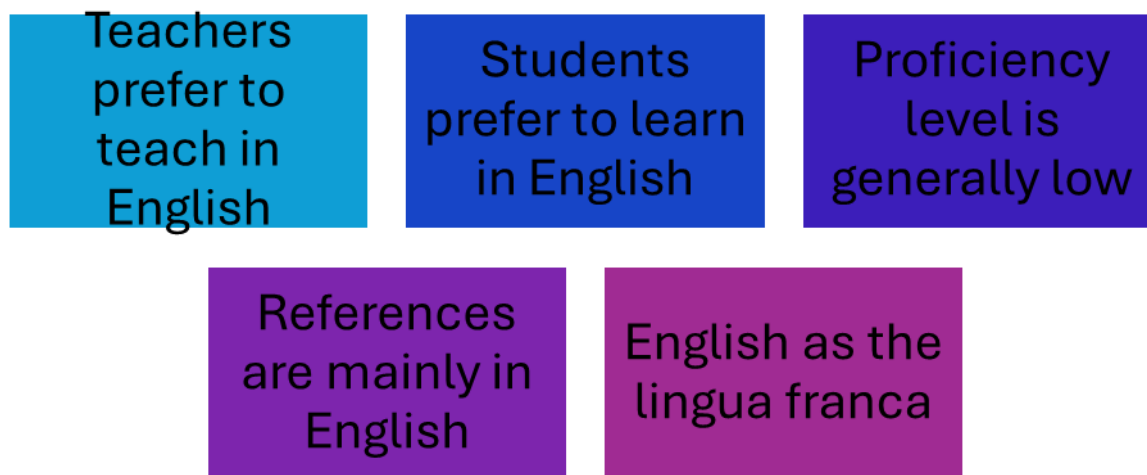 Teachers
prefer to
teach in
English
Students
prefer to learn
in English
Proficiency
level is
generally low
References
are mainly in
English
English as the
lingua franca